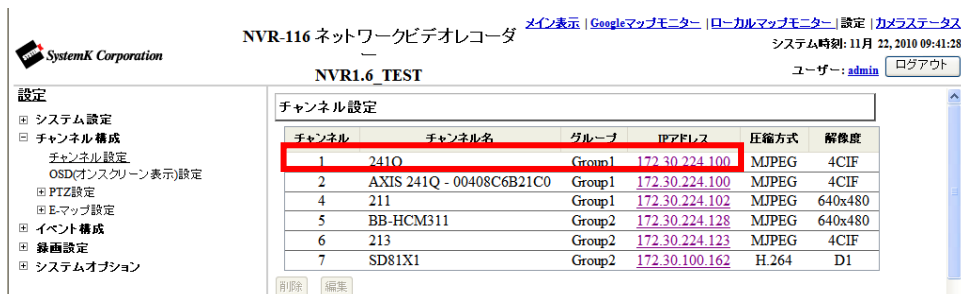 メイン表示 | Googleマップモニター | ローカルマップモニター | 設定 | カメラステータス
SystemK Corporation
NVR-116 ネットワークビデオレコーダー
NVR1.6_TEST
システム時刻: 11月 22, 2010 09:41:28
ユーザー: admin ログアウト
設定
システム設定
チャンネル構成
チャンネル設定
OSD(オンスクリーン表示)設定
PTZ設定
E-マップ設定
イベント構成
録画設定
システムオプション
チャンネル設定
チャンネル チャンネル名 グループ IPアドレス 圧縮方式 解像度
1 241Q Group1 172.30.224.100 MJPEG 4CIF
2 AXIS 241Q - 00408C6B21C0 Group1 172.30.224.100 MJPEG 4CIF
4 211 Group1 172.30.224.102 MJPEG 640x480
5 BB-HCM311 Group2 172.30.224.128 MJPEG 640x480
6 213 Group2 172.30.224.123 MJPEG 4CIF
7 SD81X1 Group2 172.30.100.162 H.264 D1
削除 編集